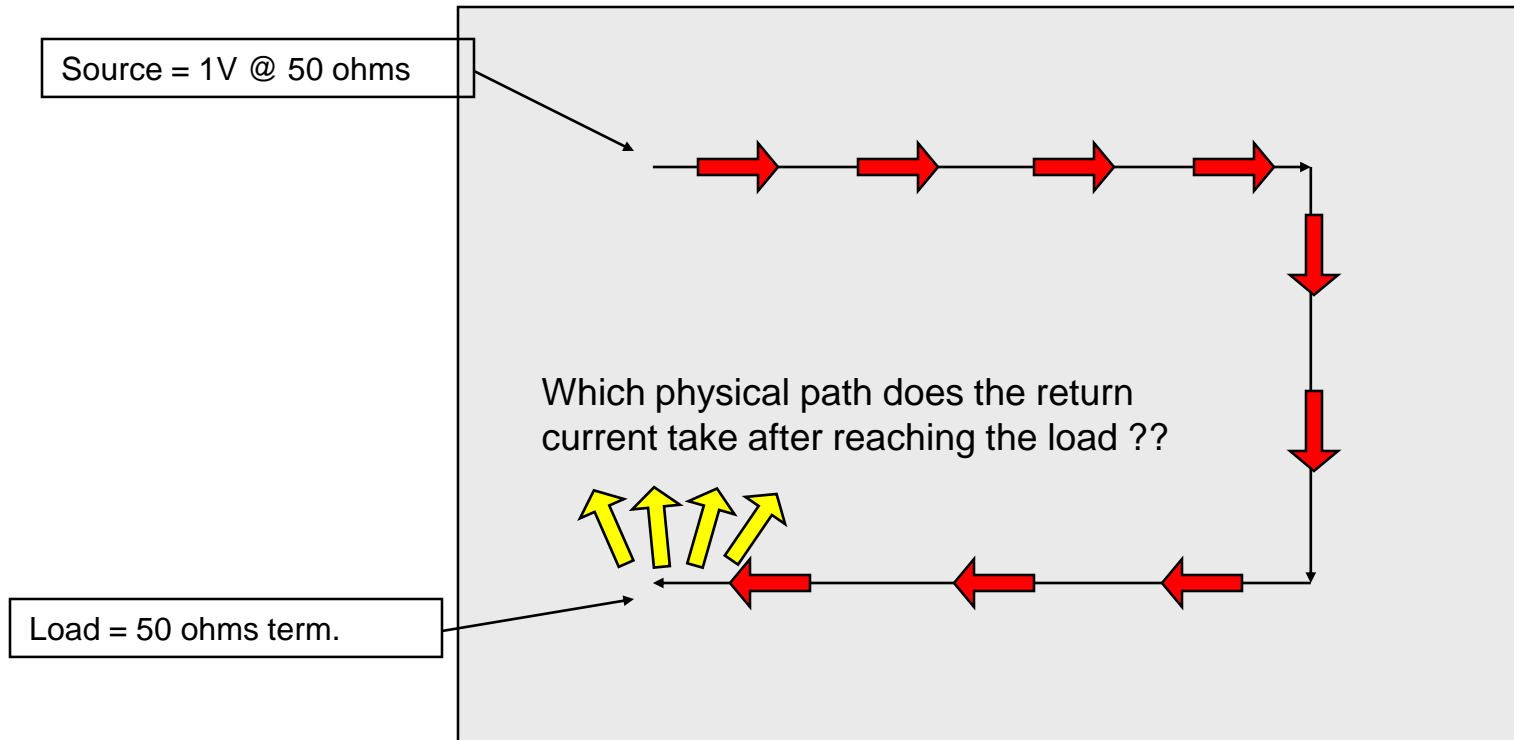 Source = 1V @ 50 ohms
Which physical path does the return
current take after reaching the load ??
Load = 50 ohms term.